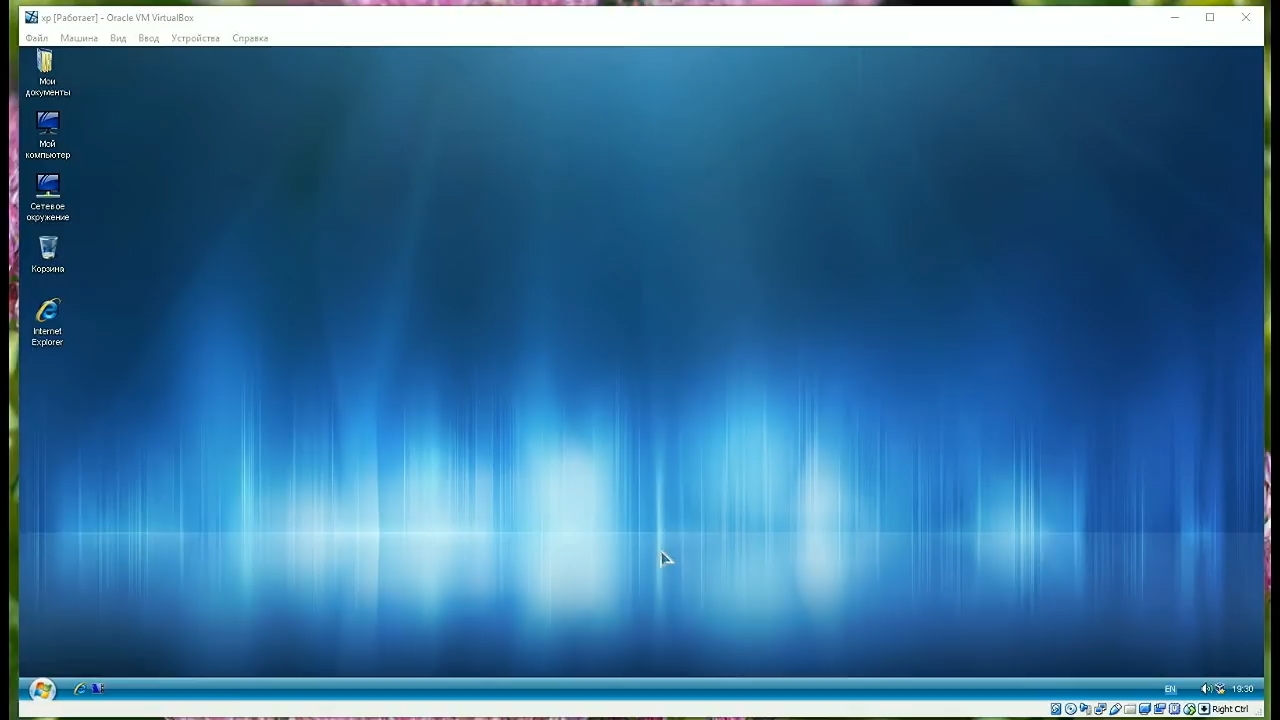 xp [Работает] - Oracle VM VirtualBox
Файл Машина Вид Ввод Устройства Справка
Мои
документы
Мой
компьютер
Сетевое
окружение
Корзина
Internet
Explorer
EN 19:30
Right Ctrl